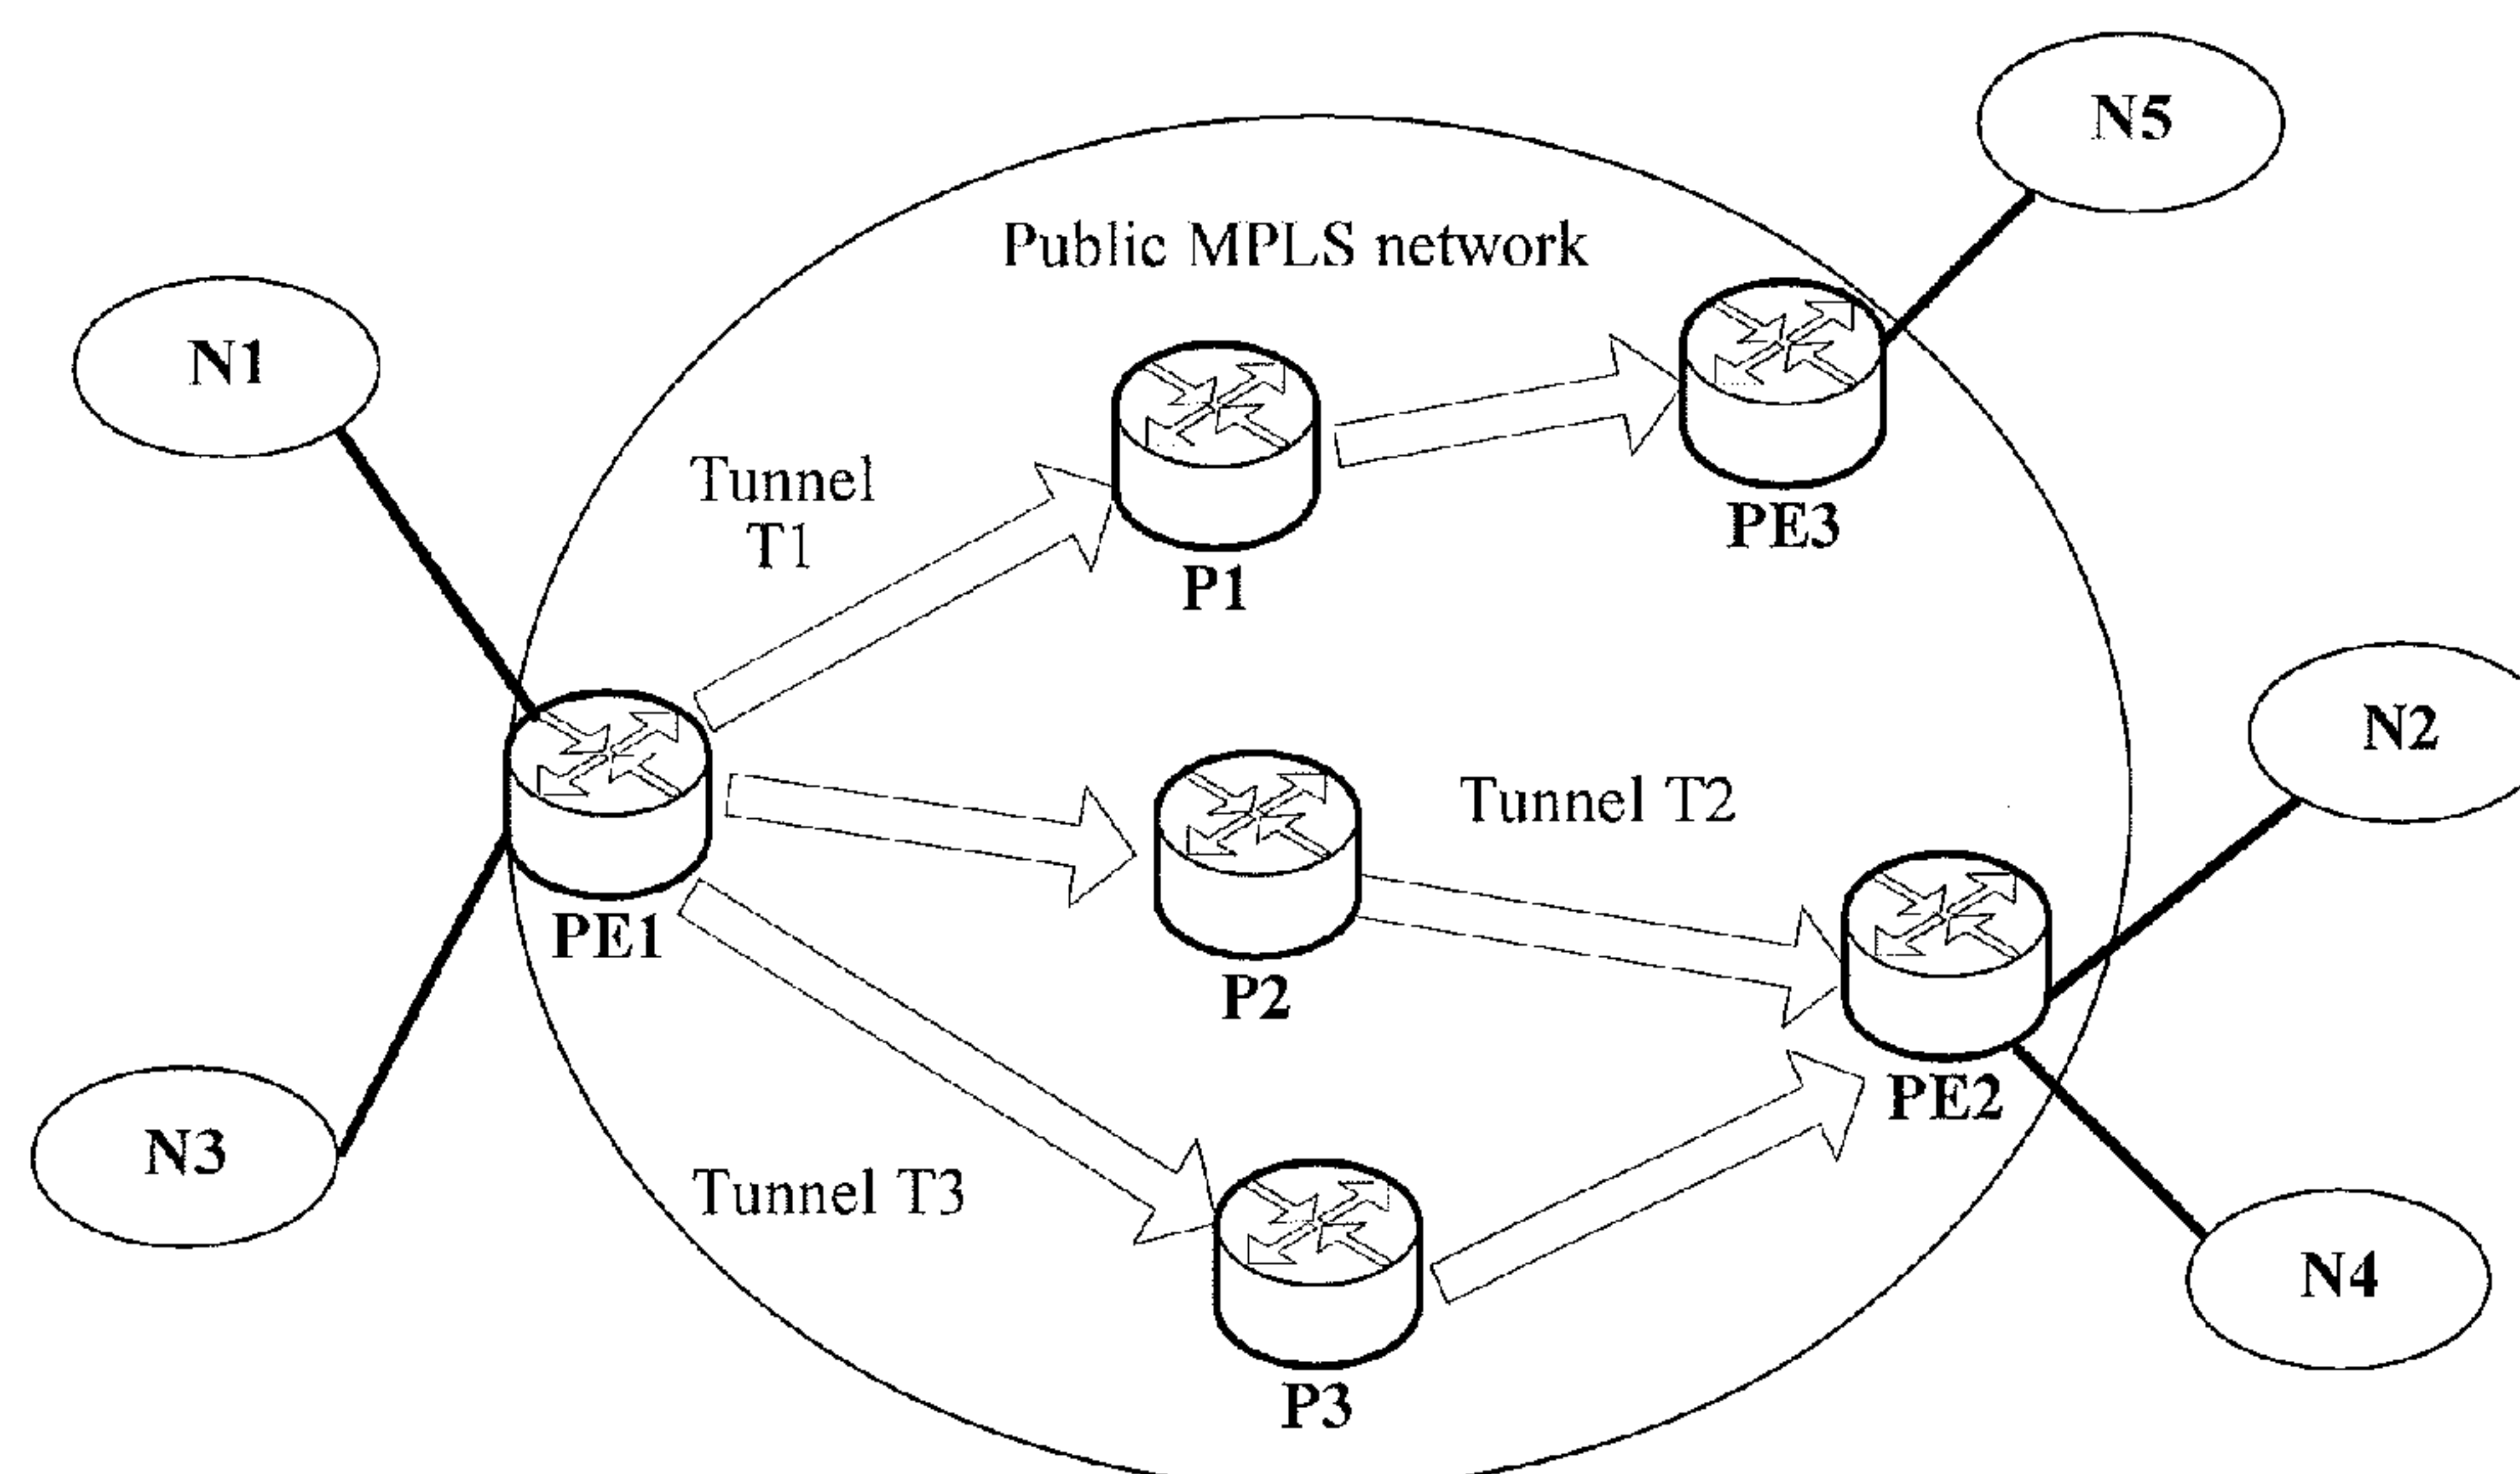 N5
Public MPLS network
N1
Tunnel
T1
PE3
P1
N2
Tunnel T2
PE1
P2
PE2
N3
Tunnel T3
N4
P3